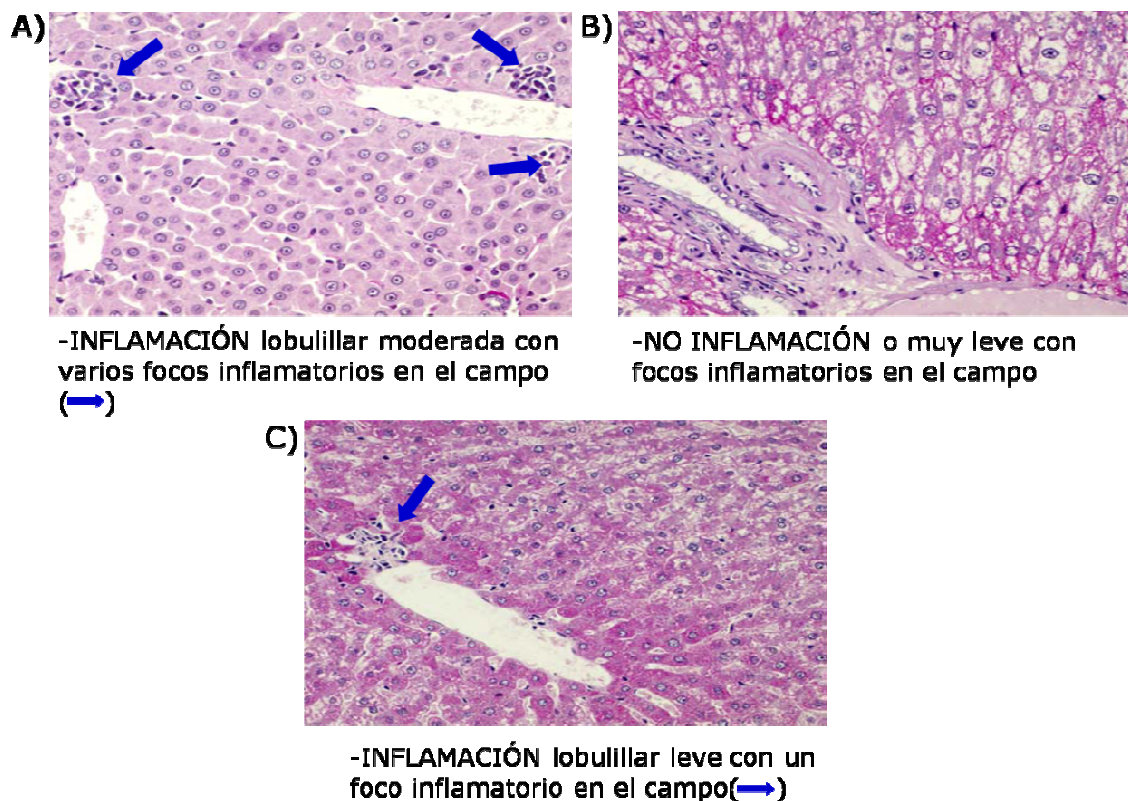 A)
B)
-INFLAMACIÓN lobulillar moderada con
varios focos inflamatorios en el campo
(→)
-NO INFLAMACIÓN o muy leve con
focos inflamatorios en el campo
C)
-INFLAMACIÓN lobulillar leve con un
foco inflamatorio en el campo(→)